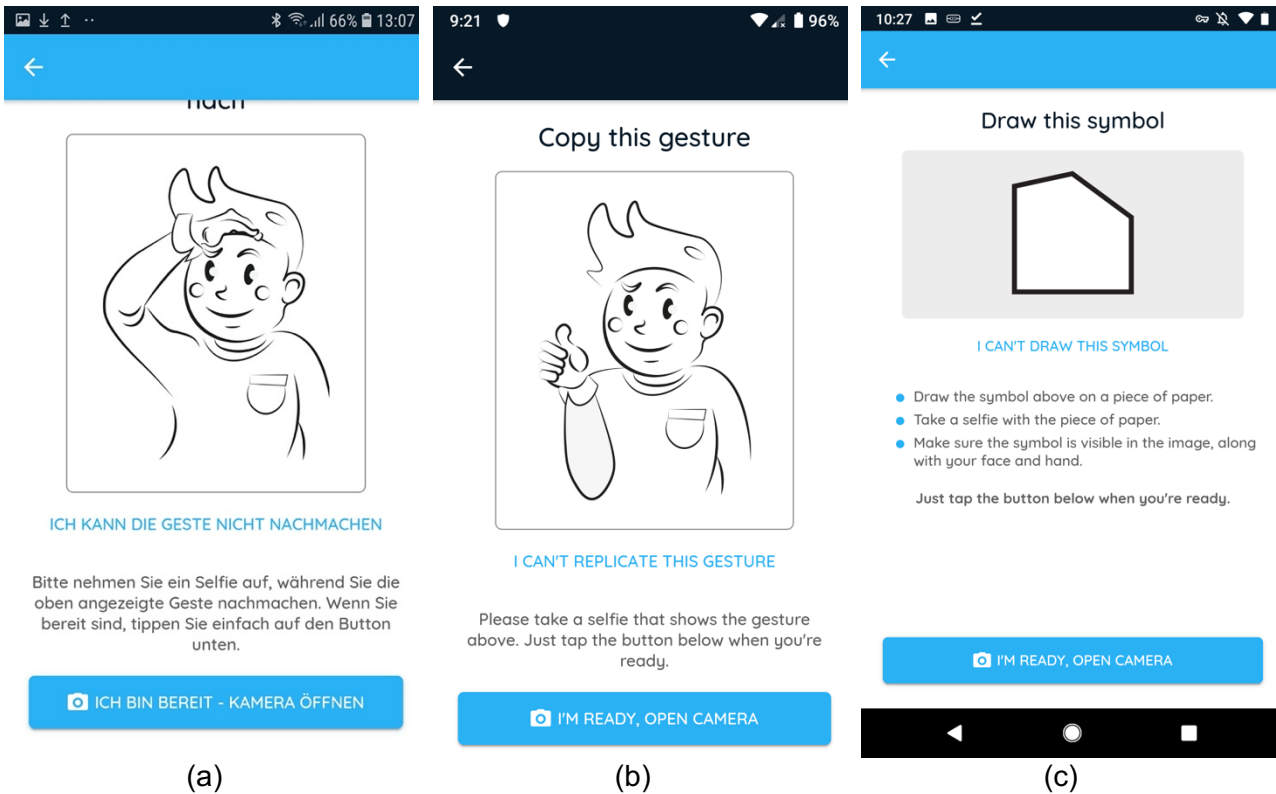 66% 13:07
nach
ICH KANN DIE GESTE NICHT NACHMACHEN
Bitte nehmen Sie ein Selfie auf, während Sie die
oben angezeigte Geste nachmachen. Wenn Sie
bereit sind, tippen Sie einfach auf den Button
unten.
ICH BIN BEREIT - KAMERA ÖFFNEN
(a)
9:21 96%
Copy this gesture
I CAN'T REPLICATE THIS GESTURE
Please take a selfie that shows the gesture
above. Just tap the button below when you're
ready.
I'M READY, OPEN CAMERA
(b)
10:27
Draw this symbol
I CAN'T DRAW THIS SYMBOL
Draw the symbol above on a piece of paper.
Take a selfie with the piece of paper.
Make sure the symbol is visible in the image, along
with your face and hand.
Just tap the button below when you're ready.
I'M READY, OPEN CAMERA
(c)